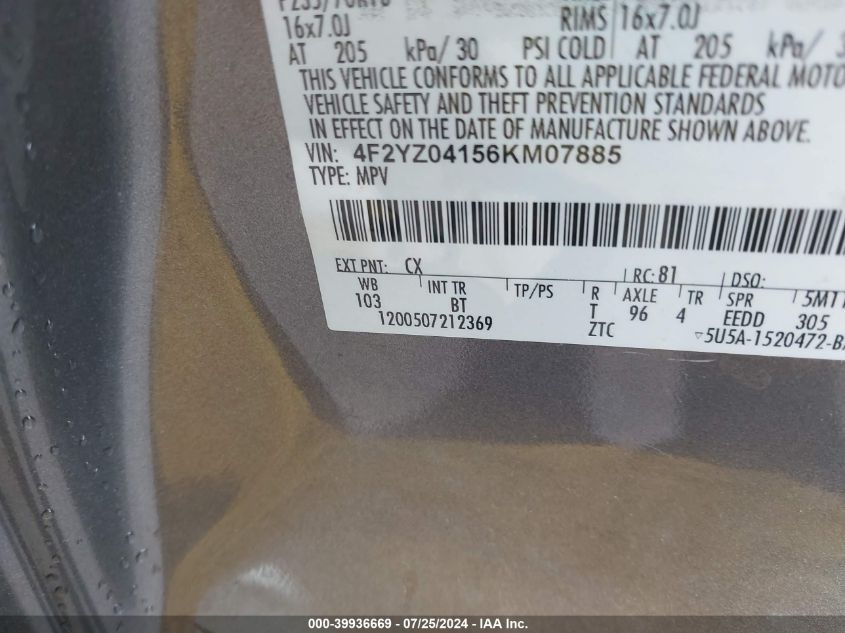 16x7.0J RIMS 16x7.0J
AT 205 kPa/ 30 PSI COLD AT 205 kPa/
THIS VEHICLE CONFORMS TO ALL APPLICABLE FEDERAL MOTO
VEHICLE SAFETY AND THEFT PREVENTION STANDARDS
IN EFFECT ON THE DATE OF MANUFACTURE SHOWN ABOVE.
VIN: 4F2YZ04156KM07885
TYPE: MPV
EXT PNT: CX RC: 81 DSO:
WB INT TR TP/PS R AXLE TR SPR
103 BT T 96 4 EEDD 305
1200507212369 ZTC ▽5U5A-1520472-B
000-39936669 - 07/25/2024 - IAA Inc.